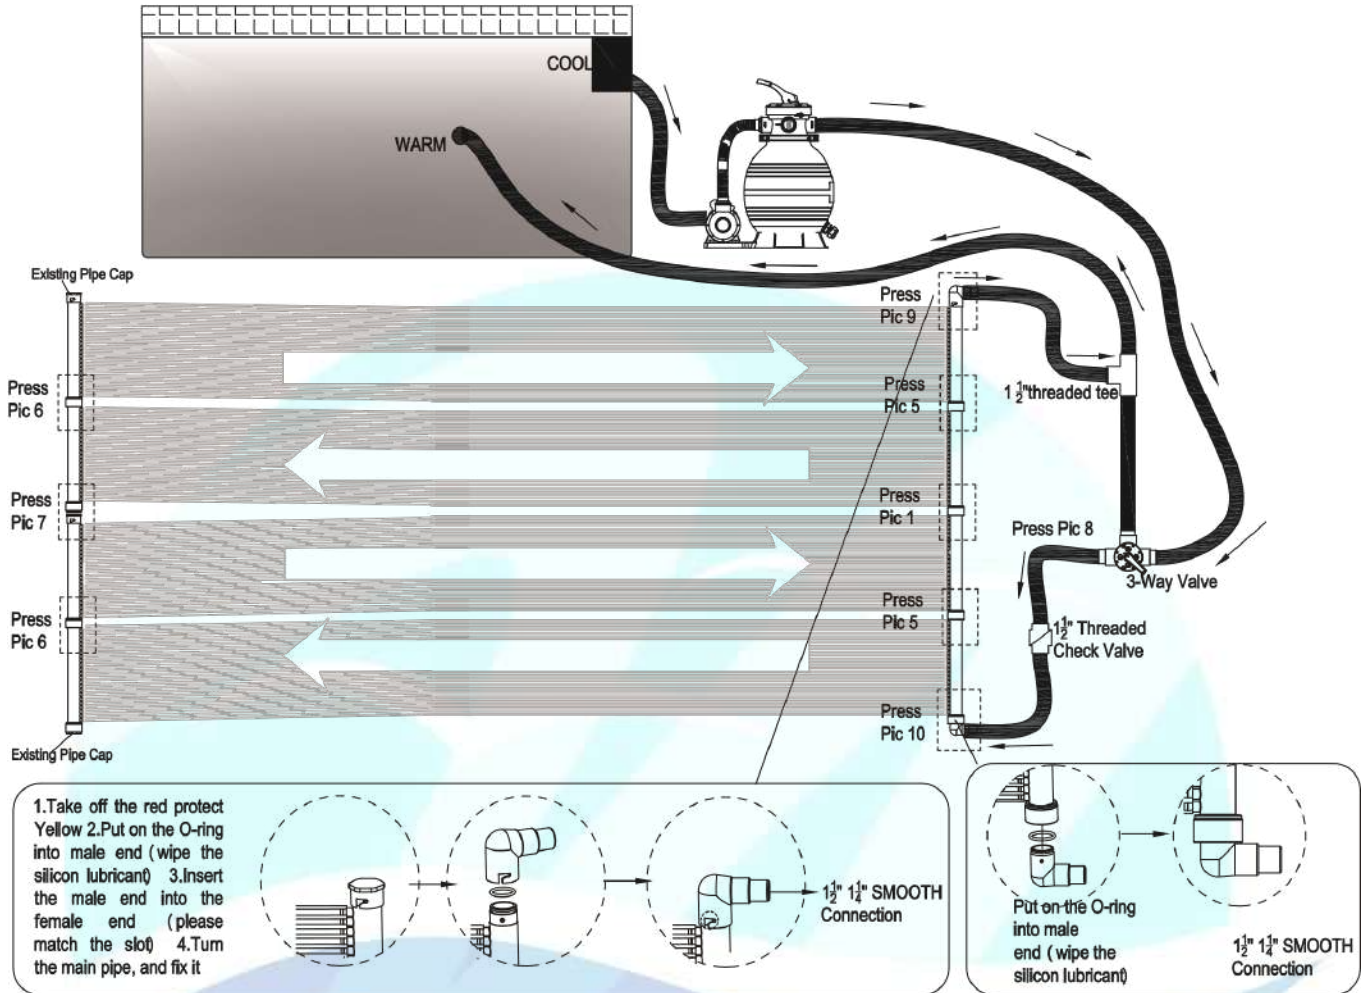 COOL
WARM
Existing Pipe Cap
Press
Pic 9
Press
Pic 6
Press
Pic 5
1 1/2"threaded tee
Press
Pic 7
Press
Pic 1
Press Pic 8
3-Way Valve
Press
Pic 6
Press
Pic 5
1 1/2" Threaded
Check Valve
Press
Pic 10
Existing Pipe Cap
1.Take off the red protect
Yellow 2.Put on the O-ring
into male end (wipe the
silicon lubricant) 3.Insert
the male end into the
female end (please
match the slot) 4.Turn
the main pipe, and fix it
1 1/2" 1 1/4" SMOOTH
Connection
Put on the O-ring
into male
end (wipe the
silicon lubricant)
1 1/2" 1 1/4" SMOOTH
Connection